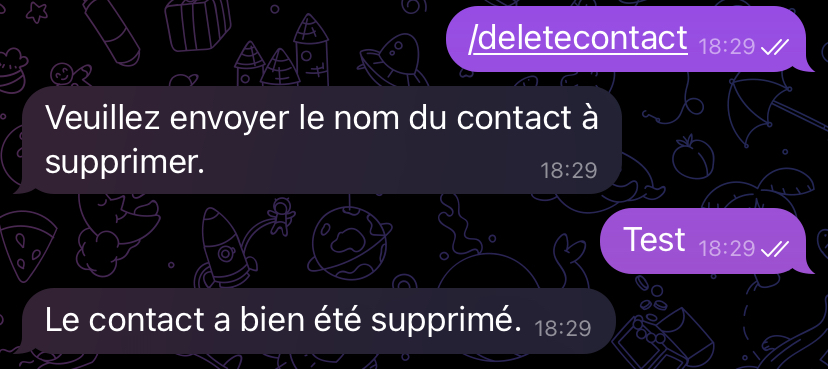 /deletecontact 18:29
Veuillez envoyer le nom du contact à
supprimer. 18:29
Test 18:29
Le contact a bien été supprimé. 18:29